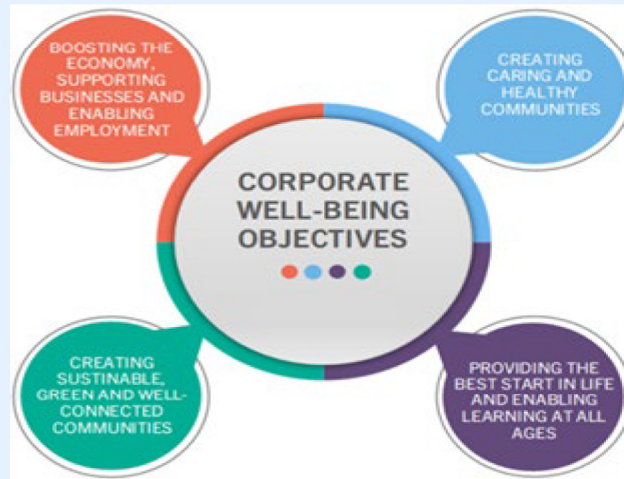 BOOSTING THE
ECONOMY,
SUPPORTING
BUSINESSES AND
ENABLING
EMPLOYMENT
CREATING
CARING AND
HEALTHY
COMMUNITIES
CORPORATE
WELL-BEING
OBJECTIVES
CREATING
SUSTINABLE,
GREEN AND WELL-
CONNECTED
COMMUNITIES
PROVIDING THE
BEST START IN LIFE
AND ENABLING
LEARNING AT ALL
AGES